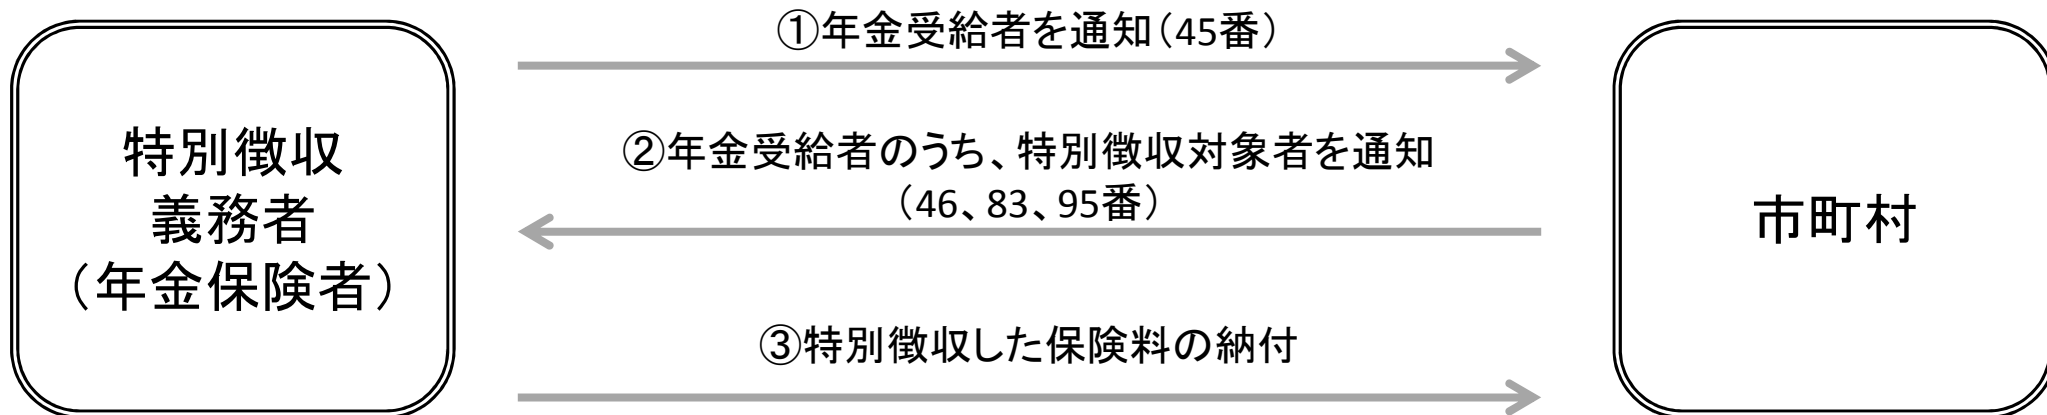 ①年金受給者を通知(45番)
特別徴収
義務者
(年金保険者)
②年金受給者のうち、特別徴収対象者を通知
(46、83、95番)
市町村
③特別徴収した保険料の納付